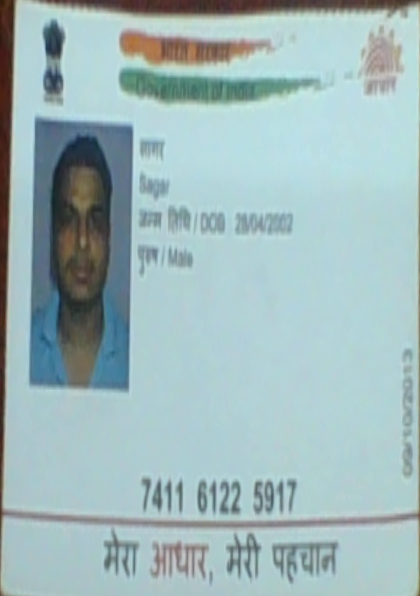 भारत सरकार
Government of India
आधार
सागर
Sagar
जन्म तिथि / DOB 28/04/2002
पुरुष / Male
09/10/2013
7411 6122 5917
मेरा आधार, मेरी पहचान